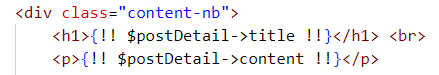 <div class="content-nb">
<h1>{!! $postDetail->title !!}</h1> <br>
<p>{!! $postDetail->content !!}</p>